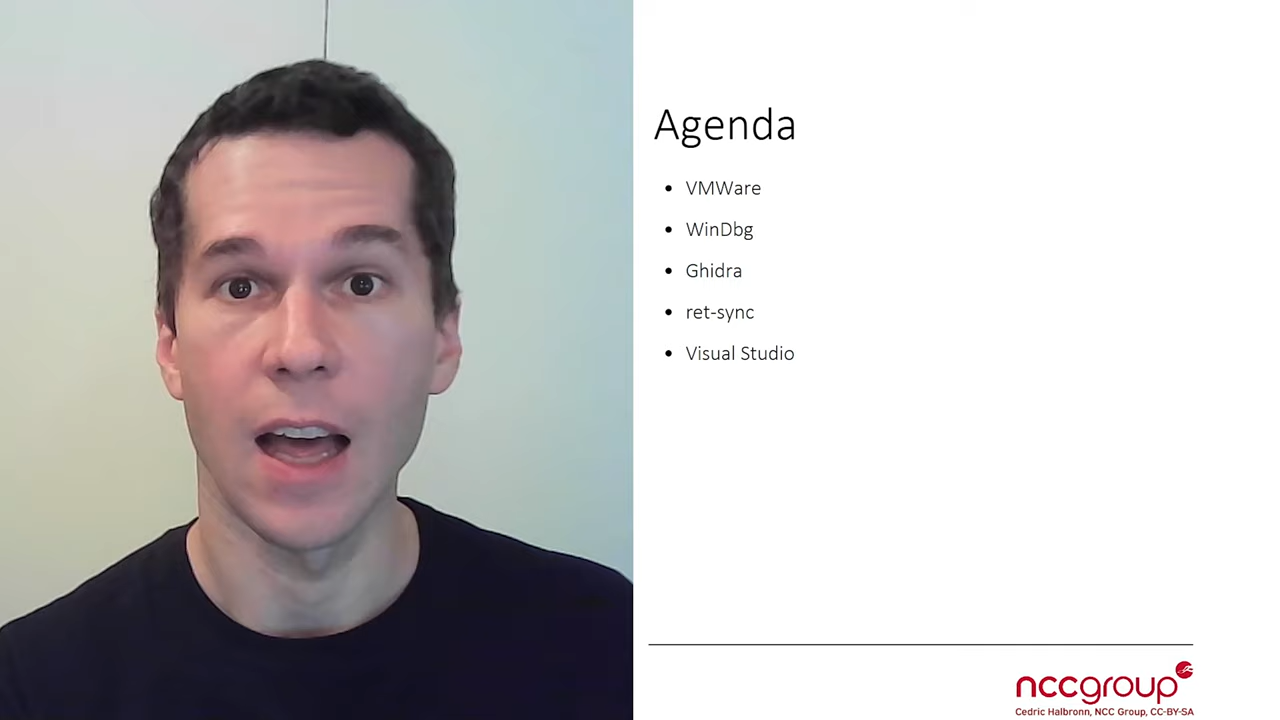 Agenda
• VMWare
• WinDbg
• Ghidra
• ret-sync
• Visual Studio
nccgroup
Cedric Halbronn, NCC Group, CC-BY-SA